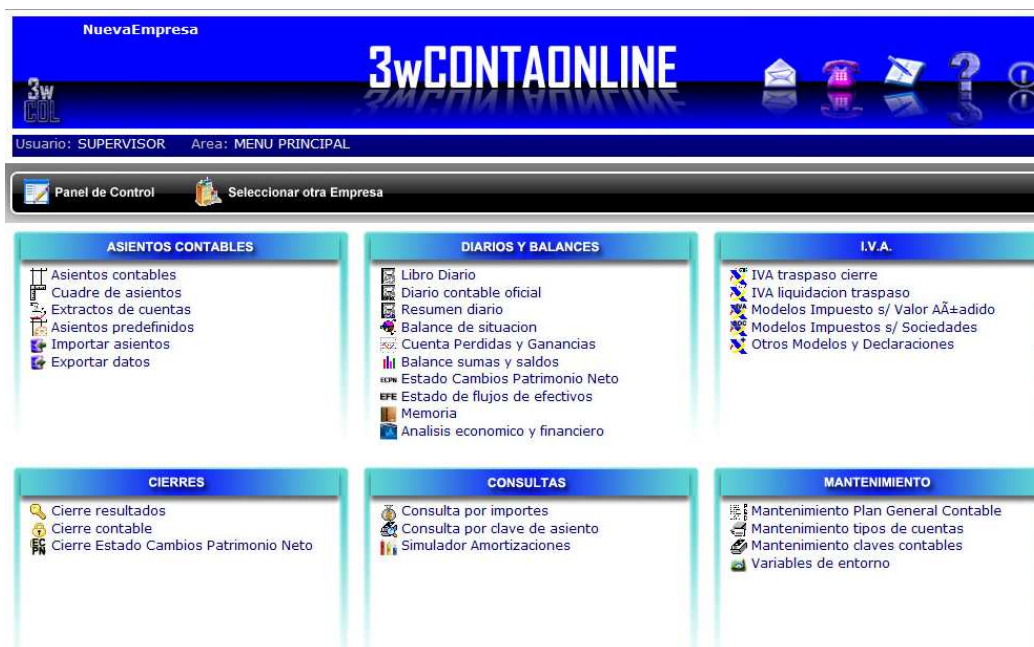 NuevaEmpresa
3wCONTAONLINE
3w
COL
Usuario: SUPERVISOR Area: MENU PRINCIPAL
Panel de Control Seleccionar otra Empresa
ASIENTOS CONTABLES
Asientos contables
Cuadre de asientos
Extractos de cuentas
Asientos predefinidos
Importar asientos
Exportar datos
DIARIOS Y BALANCES
Libro Diario
Diario contable oficial
Resumen diario
Balance de situacion
Cuenta Perdidas y Ganancias
Balance sumas y saldos
ECPN Estado Cambios Patrimonio Neto
EFE Estado de flujos de efectivos
Memoria
Analisis economico y financiero
I.V.A.
IVA traspaso cierre
IVA liquidacion traspaso
Modelos Impuesto s/ Valor AÃ±adido
Modelos Impuestos s/ Sociedades
Otros Modelos y Declaraciones
CIERRES
Cierre resultados
Cierre contable
EC
PN
Cierre Estado Cambios Patrimonio Neto
CONSULTAS
Consulta por importes
Consulta por clave de asiento
Simulador Amortizaciones
MANTENIMIENTO
Mantenimiento Plan General Contable
Mantenimiento tipos de cuentas
Mantenimiento claves contables
Variables de entorno